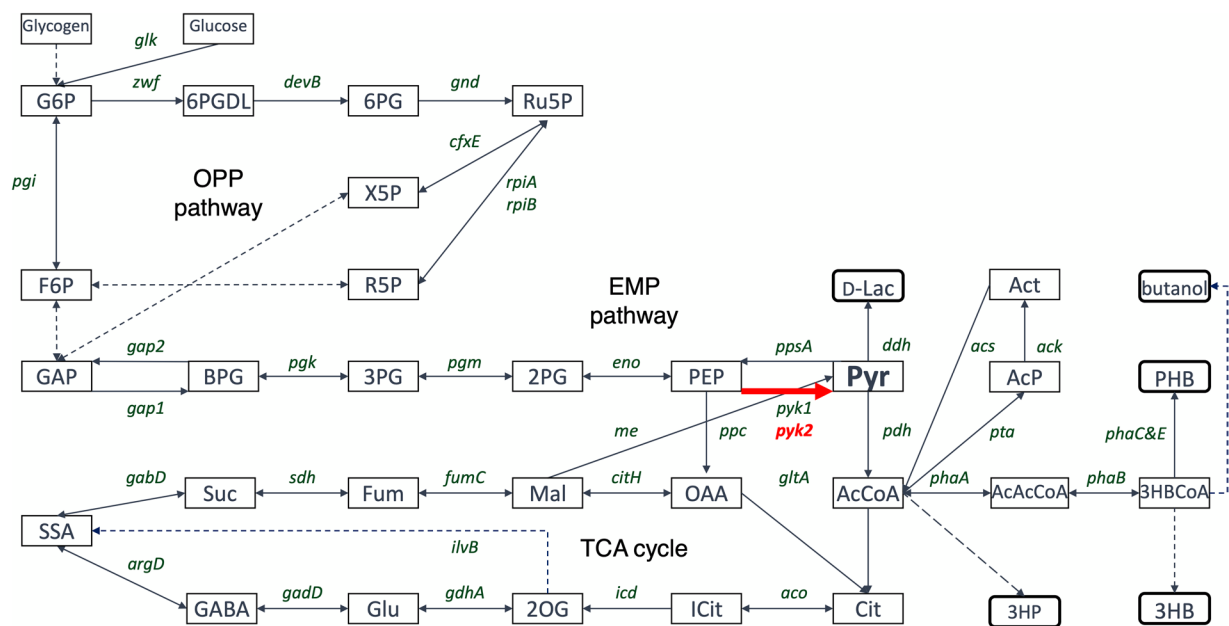 Glycogen
Glucose
glk
zwf
devB
gnd
G6P
6PGDL
6PG
Ru5P
cfxE
pgi
OPP
pathway
X5P
rpiA
rpiB
F6P
R5P
EMP
pathway
D-Lac
Act
butanol
gap2
pgk
pgm
eno
ppsA
ddh
acs
ack
GAP
BPG
3PG
2PG
PEP
Pyr
AcP
PHB
gap1
pyk1
me
ppc
pyk2
pdh
pta
phaC&E
gabD
sdh
fumC
citH
gltA
phaA
phaB
Suc
Fum
Mal
OAA
AcCoA
AcAcCoA
3HBCoA
SSA
ilvB
TCA cycle
argD
gadD
gdhA
icd
aco
GABA
Glu
2OG
ICit
Cit
3HP
3HB